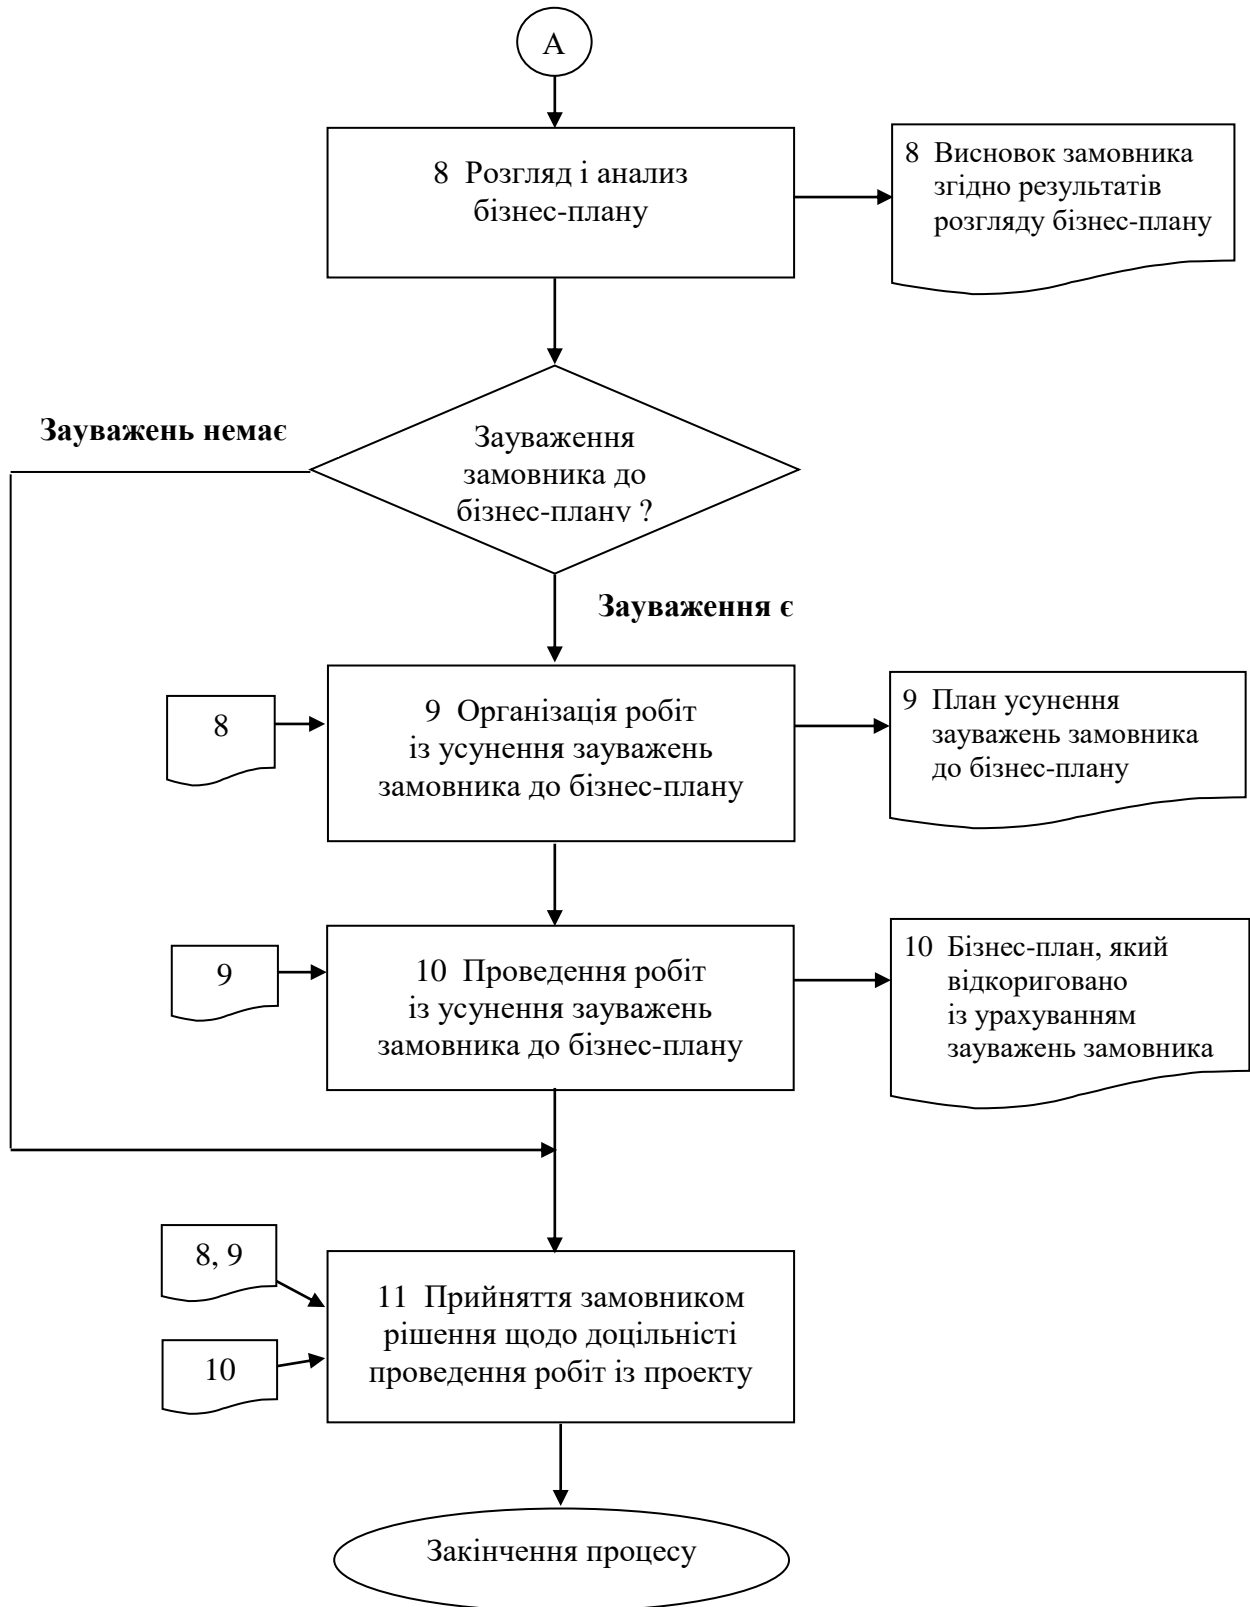 А
8 Розгляд і анализ
бізнес-плану
8 Висновок замовника
згідно результатів
розгляду бізнес-плану
Зауважень немає
Зауваження
замовника до
бізнес-плану ?
Зауваження є
8
9 Організація робіт
із усунення зауважень
замовника до бізнес-плану
9 План усунення
зауважень замовника
до бізнес-плану
9
10 Проведення робіт
із усунення зауважень
замовника до бізнес-плану
10 Бізнес-план, який
відкориговано
із урахуванням
зауважень замовника
8, 9
10
11 Прийняття замовником
рішення щодо доцільністі
проведення робіт із проекту
Закінчення процесу